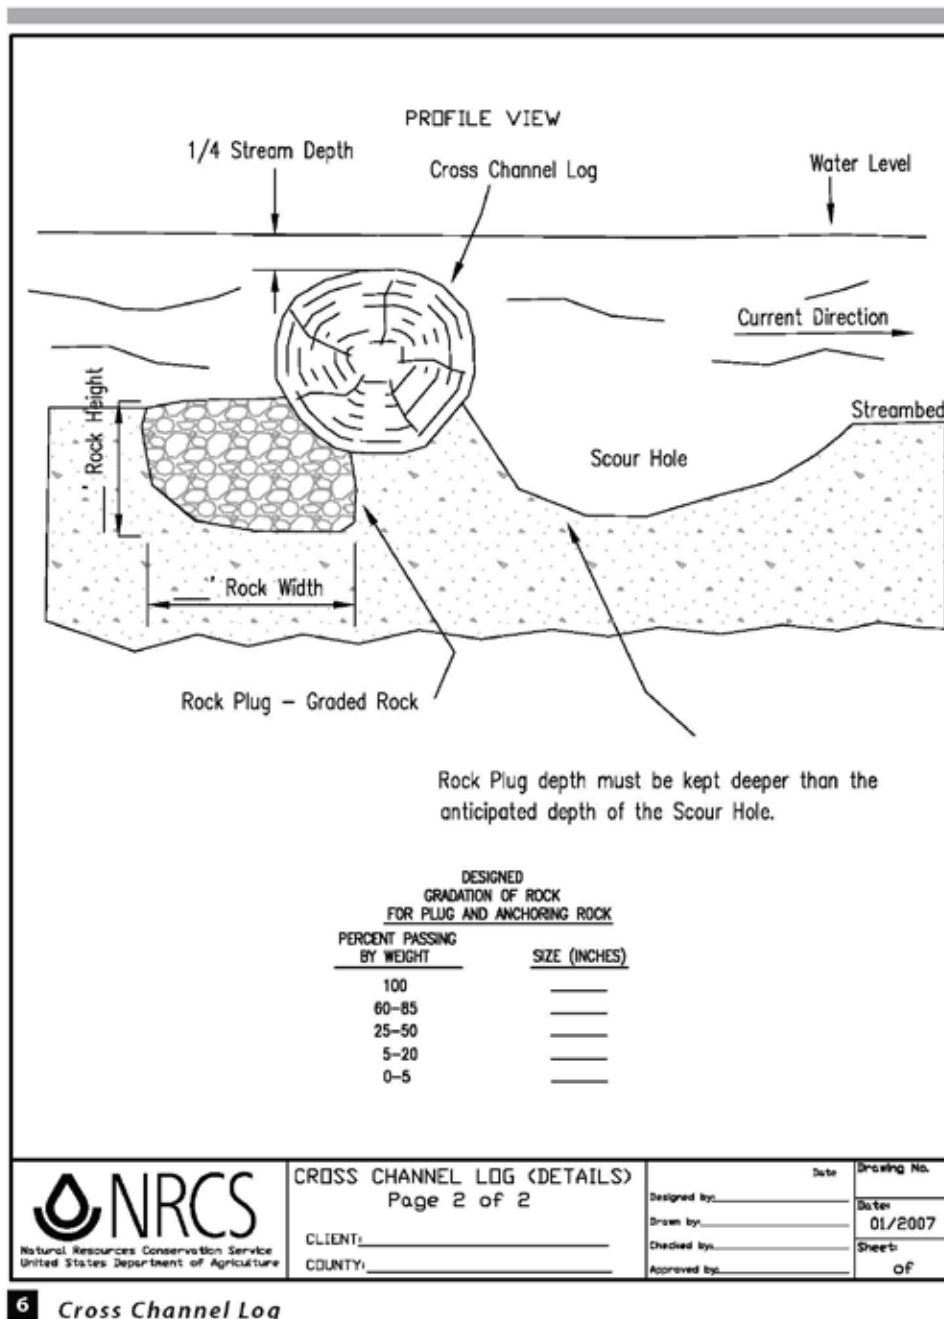 PROFILE VIEW
1/4 Stream Depth
Cross Channel Log
Water Level
Current Direction
___' Rock Height
Streambed
Scour Hole
___' Rock Width
Rock Plug – Graded Rock
Rock Plug depth must be kept deeper than the
anticipated depth of the Scour Hole.
DESIGNED
GRADATION OF ROCK
FOR PLUG AND ANCHORING ROCK
PERCENT PASSING
BY WEIGHT
SIZE (INCHES)
100
60–85
25–50
5–20
0–5
NRCS
Natural Resources Conservation Service
United States Department of Agriculture
CROSS CHANNEL LOG (DETAILS)
Page 2 of 2
CLIENT:
COUNTY:
Date
Designed by:
Drawn by:
Checked by:
Approved by:
Drawing No.
Date:
01/2007
Sheet:
of
6 Cross Channel Log